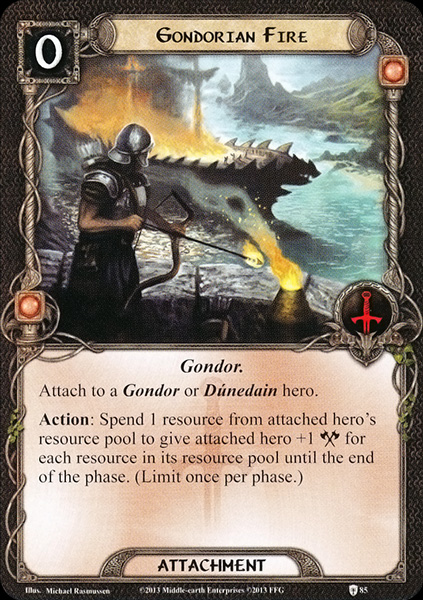 0
GONDORIAN FIRE
Gondor.
Attach to a Gondor or Dúnedain hero.
Action: Spend 1 resource from attached hero's
resource pool to give attached hero +1 for
each resource in its resource pool until the end
of the phase. (Limit once per phase.)
ATTACHMENT
Illus. Michael Rasmussen
©2013 Middle-earth Enterprises ©2013 FFG
85